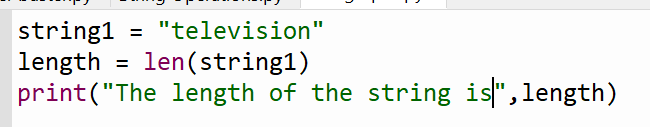 string1 = "television"
length = len(string1)
print("The length of the string is",length)